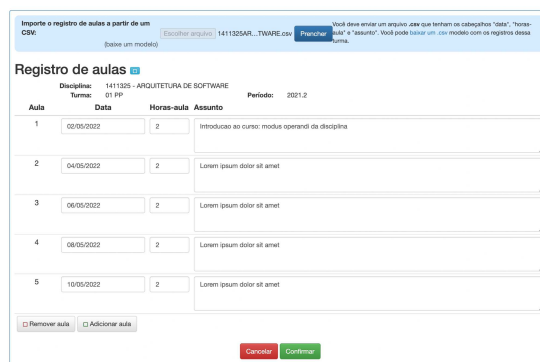 Importe o registro de aulas a partir de um CSV:
(baixe um modelo)
Escolher arquivo 1411325AR...TWARE.csv
Prencher
Você deve enviar um arquivo .csv que tenham os cabeçalhos "data", "horas-aula" e "assunto". Você pode baixar um .csv modelo com os registros dessa turma.
Registro de aulas
Disciplina: 1411325 - ARQUITETURA DE SOFTWARE
Turma: 01 PP Período: 2021.2
Aula Data Horas-aula Assunto
1 02/05/2022 2 Introducao ao curso: modus operandi da disciplina
2 04/05/2022 2 Lorem ipsum dolor sit amet
3 06/05/2022 2 Lorem ipsum dolor sit amet
4 08/05/2022 2 Lorem ipsum dolor sit amet
5 10/05/2022 2 Lorem ipsum dolor sit amet
Remover aula Adicionar aula
Cancelar Confirmar